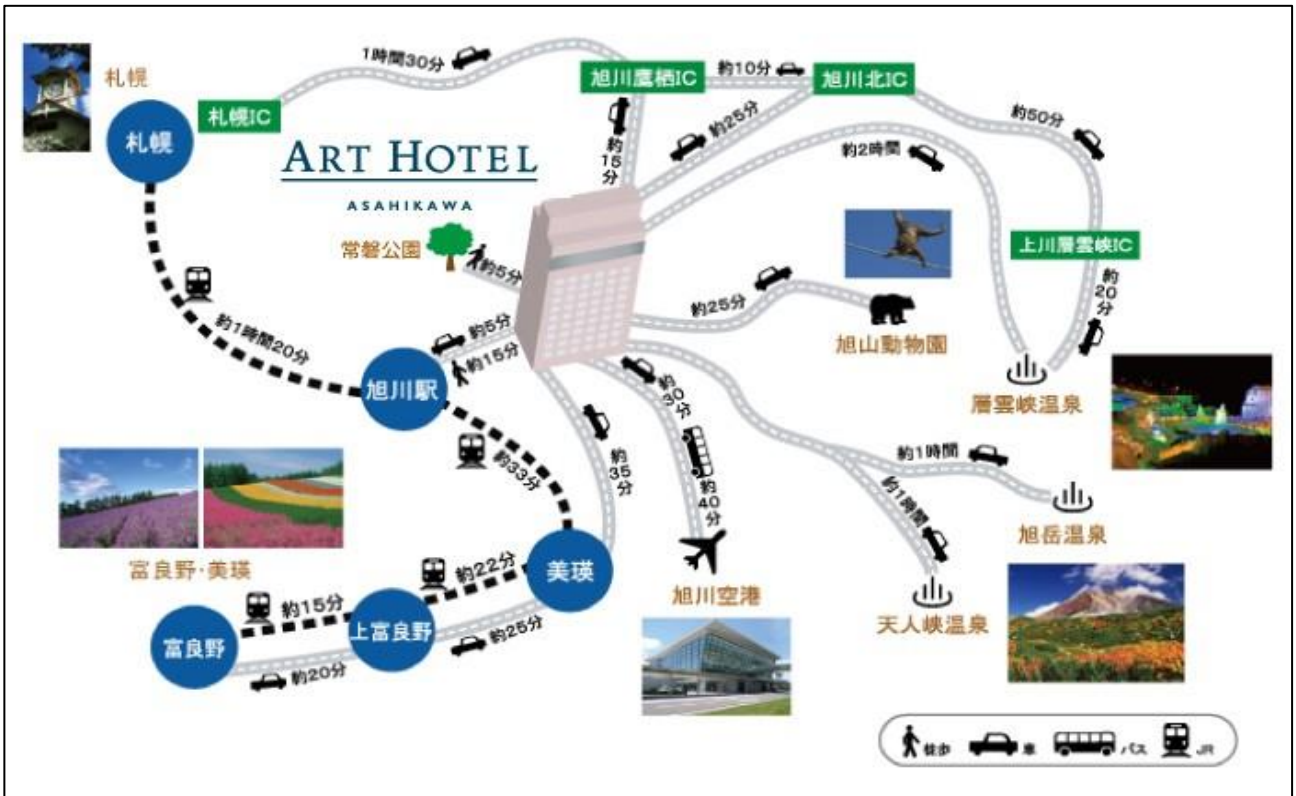 札幌
札幌
札幌IC
1時間30分
旭川鷹栖IC
約10分
旭川北IC
約15分
約25分
約50分
約2時間
ART HOTEL
ASAHIKAWA
常磐公園
約5分
上川層雲峡IC
約20分
約25分
旭山動物園
層雲峡温泉
約1時間20分
約5分
約15分
旭川駅
約33分
約35分
約30分
約40分
約1時間
旭岳温泉
約1時間
天人峡温泉
旭川空港
富良野・美瑛
美瑛
約22分
約15分
上富良野
富良野
約25分
約20分
徒歩
車
バス
JR